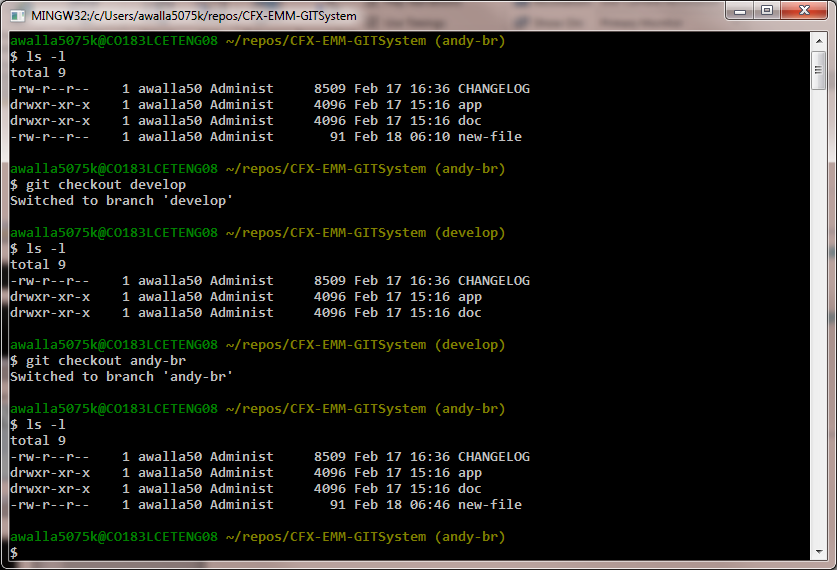 MINGW32:/c/Users/awalla5075k/repos/CFX-EMM-GITSystem
awalla5075k@CO183LCETENG08 ~/repos/CFX-EMM-GITSystem (andy-br)
$ ls -l
total 9
-rw-r--r--    1 awalla50 Administ     8509 Feb 17 16:36 CHANGELOG
drwxr-xr-x    1 awalla50 Administ     4096 Feb 17 15:16 app
drwxr-xr-x    1 awalla50 Administ     4096 Feb 17 15:16 doc
-rw-r--r--    1 awalla50 Administ       91 Feb 18 06:10 new-file
awalla5075k@CO183LCETENG08 ~/repos/CFX-EMM-GITSystem (andy-br)
$ git checkout develop
Switched to branch 'develop'
awalla5075k@CO183LCETENG08 ~/repos/CFX-EMM-GITSystem (develop)
$ ls -l
total 9
-rw-r--r--    1 awalla50 Administ     8509 Feb 17 16:36 CHANGELOG
drwxr-xr-x    1 awalla50 Administ     4096 Feb 17 15:16 app
drwxr-xr-x    1 awalla50 Administ     4096 Feb 17 15:16 doc
awalla5075k@CO183LCETENG08 ~/repos/CFX-EMM-GITSystem (develop)
$ git checkout andy-br
Switched to branch 'andy-br'
awalla5075k@CO183LCETENG08 ~/repos/CFX-EMM-GITSystem (andy-br)
$ ls -l
total 9
-rw-r--r--    1 awalla50 Administ     8509 Feb 17 16:36 CHANGELOG
drwxr-xr-x    1 awalla50 Administ     4096 Feb 17 15:16 app
drwxr-xr-x    1 awalla50 Administ     4096 Feb 17 15:16 doc
-rw-r--r--    1 awalla50 Administ       91 Feb 18 06:46 new-file
awalla5075k@CO183LCETENG08 ~/repos/CFX-EMM-GITSystem (andy-br)
$